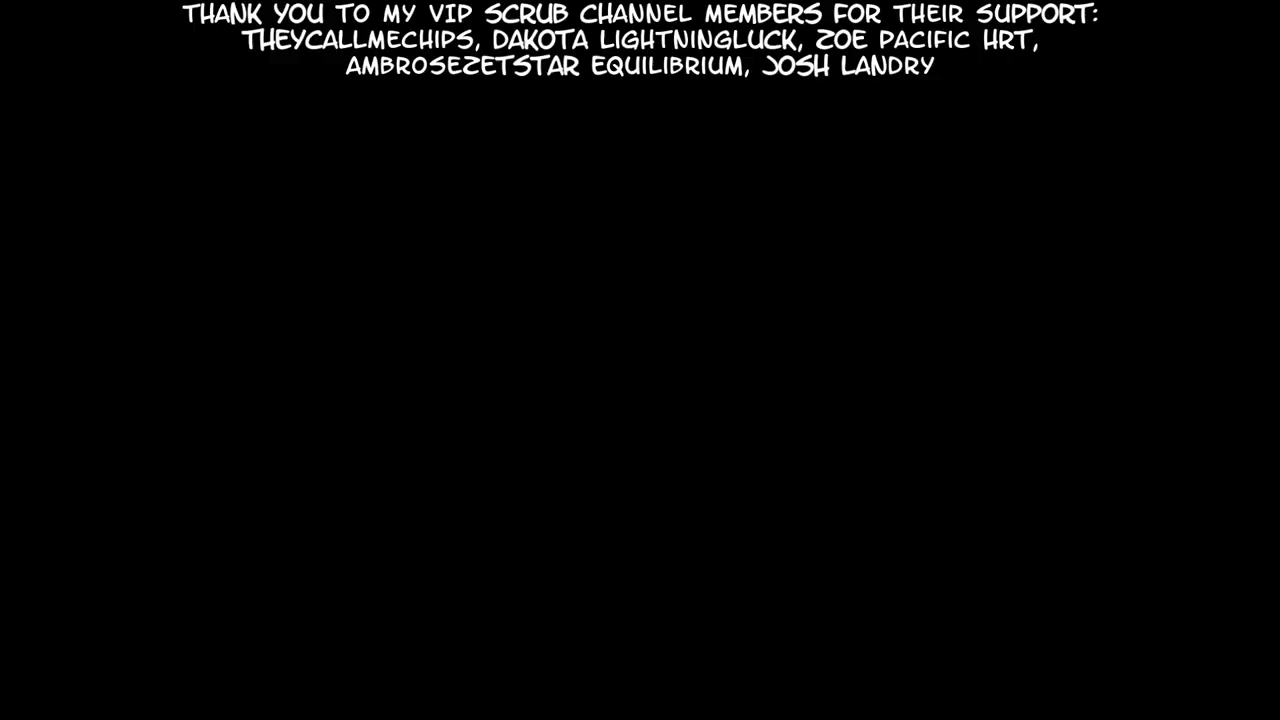 THANK YOU TO MY VIP SCRUB CHANNEL MEMBERS FOR THEIR SUPPORT:
THEYCALLMECHIPS, DAKOTA LIGHTNINGLUCK, ZOE PACIFIC HRT,
AMBROSEZETSTAR EQUILIBRIUM, JOSH LANDRY